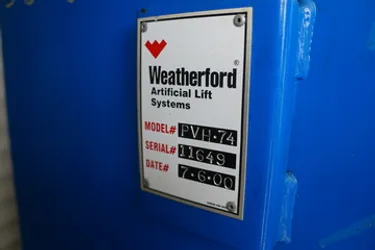 Weatherford®
Artificial Lift
Systems
MODEL# PVH·74
SERIAL# 11649
DATE# 7·6·00